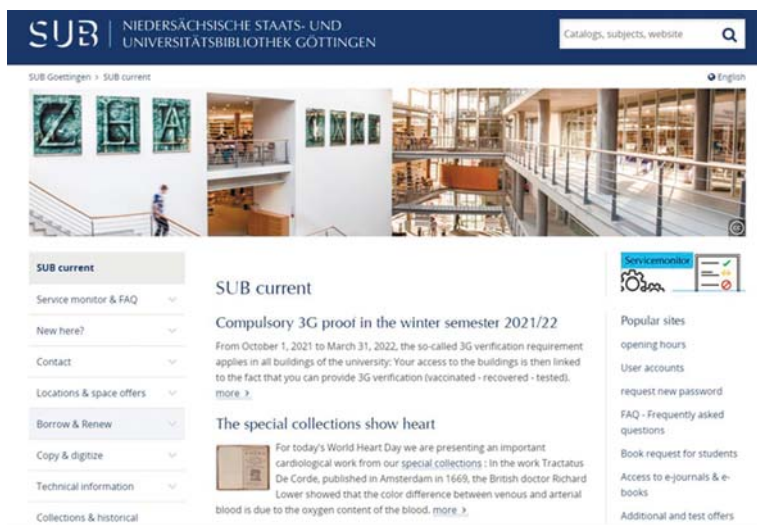 SUB
NIEDERSÄCHSISCHE STAATS- UND
UNIVERSITÄTSBIBLIOTHEK GÖTTINGEN
Catalogs, subjects, website
SUB Goettingen > SUB current
English
Z H A
cc
SUB current
Service monitor & FAQ
New here?
Contact
Locations & space offers
Borrow & Renew
Copy & digitize
Technical information
Collections & historical
SUB current
Compulsory 3G proof in the winter semester 2021/22
From October 1, 2021 to March 31, 2022, the so-called 3G verification requirement
applies in all buildings of the university: Your access to the buildings is then linked
to the fact that you can provide 3G verification (vaccinated - recovered - tested).
more >
The special collections show heart
For today's World Heart Day we are presenting an important
cardiological work from our special collections : In the work Tractatus
De Corde, published in Amsterdam in 1669, the British doctor Richard
Lower showed that the color difference between venous and arterial
blood is due to the oxygen content of the blood. more >
Servicemonitor
Popular sites
opening hours
User accounts
request new password
FAQ - Frequently asked
questions
Book request for students
Access to e-journals & e-
books
Additional and test offers